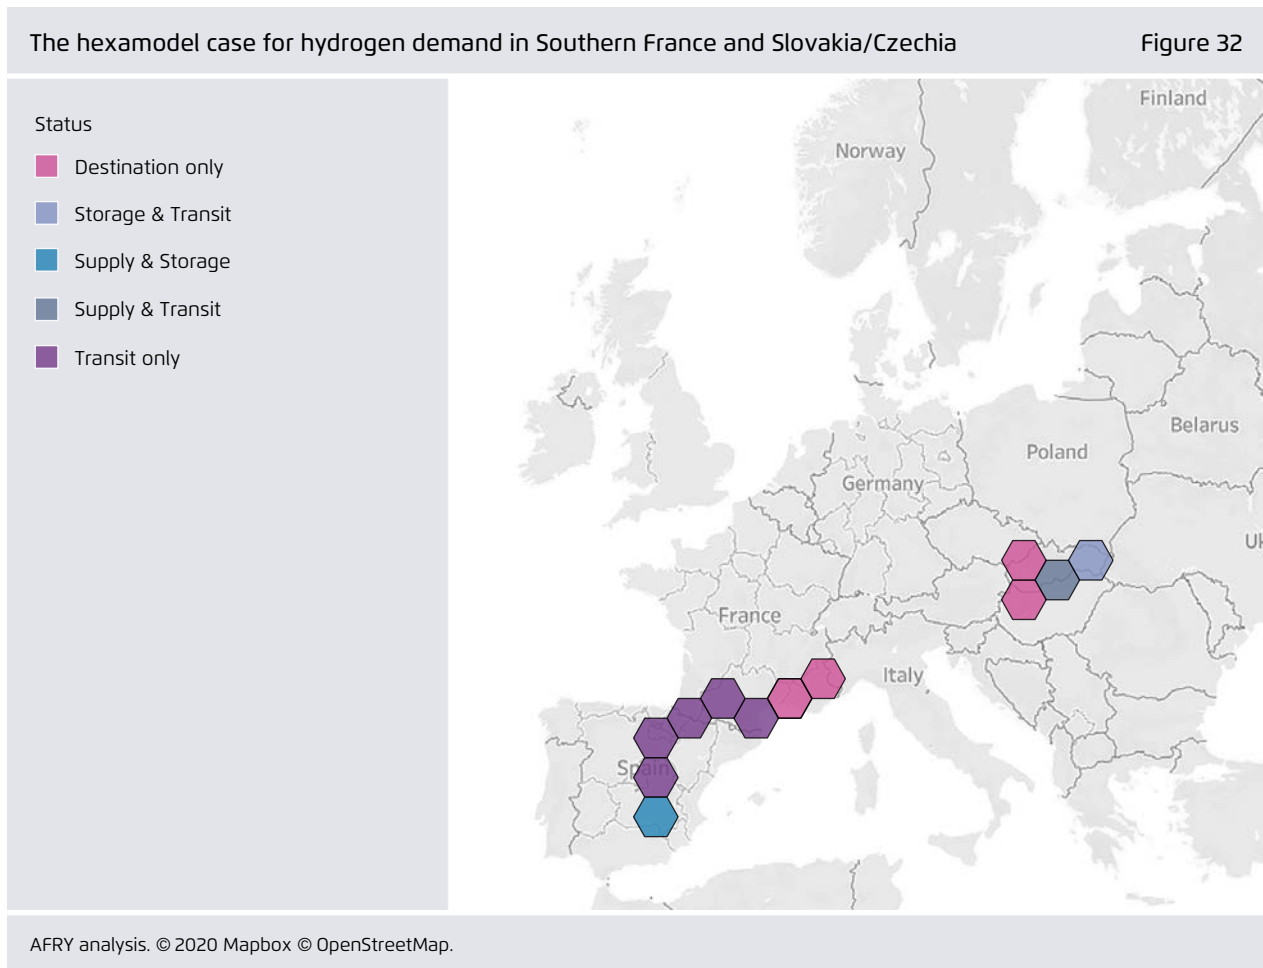 The hexamodel case for hydrogen demand in Southern France and Slovakia/Czechia
Figure 32
Status
Destination only
Storage & Transit
Supply & Storage
Supply & Transit
Transit only
Finland
Norway
Belarus
Poland
Germany
Uk
France
Italy
Spain
AFRY analysis. © 2020 Mapbox © OpenStreetMap.